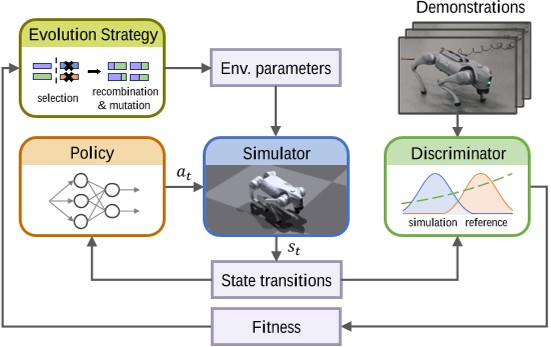 Evolution Strategy
selection
recombination
& mutation
Env. parameters
Demonstrations
Policy
a_t
Simulator
Discriminator
simulation
reference
s_t
State transitions
Fitness